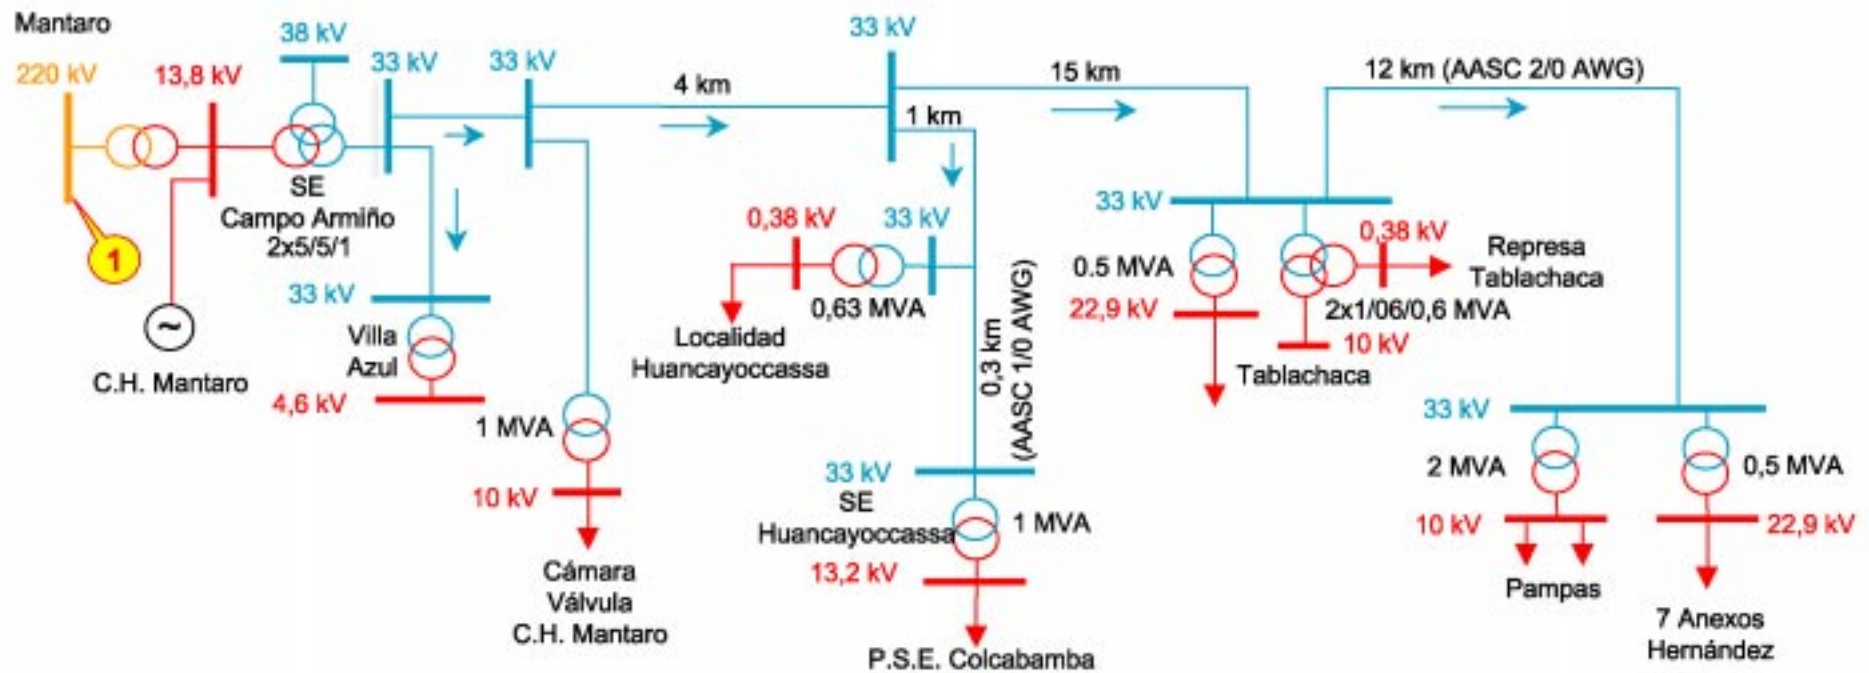 Mantaro
220 kV
13,8 kV
38 kV
33 kV
33 kV
33 kV
4 km
15 km
12 km (AASC 2/0 AWG)
1 km
1
SE
Campo Armiño
2x5/5/1
C.H. Mantaro
33 kV
Villa
Azul
4,6 kV
1 MVA
10 kV
Cámara
Válvula
C.H. Mantaro
0,38 kV
33 kV
0,63 MVA
Localidad
Huancayoccassa
0,3 km
(AASC 1/0 AWG)
33 kV
SE
Huancayoccassa
1 MVA
13,2 kV
P.S.E. Colcabamba
33 kV
0.5 MVA
22,9 kV
0,38 kV
Represa
Tablachaca
2x1/06/0,6 MVA
10 kV
Tablachaca
33 kV
2 MVA
0,5 MVA
10 kV
22,9 kV
Pampas
7 Anexos
Hernández